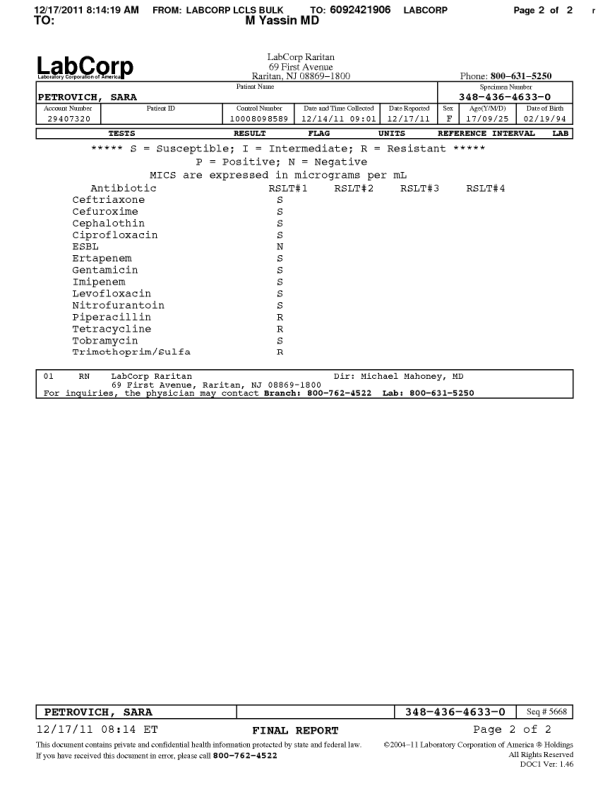 12/17/2011 8:14:19 AM FROM: LABCORP LCLS BULK TO: 6092421906 LABCORP Page 2 of 2 r
TO: M Yassin MD
LabCorp
Laboratory Corporation of America
LabCorp Raritan
69 First Avenue
Raritan, NJ 08869-1800 Phone: 800-631-5250
Patient Name Specimen Number
PETROVICH, SARA 348-436-4633-0
Account Number Patient ID Control Number Date and Time Collected Date Reported Sex Age(Y/M/D) Date of Birth
29407320 10008098589 12/14/11 09:01 12/17/11 F 17/09/25 02/19/94
TESTS RESULT FLAG UNITS REFERENCE INTERVAL LAB
***** S = Susceptible; I = Intermediate; R = Resistant *****
P = Positive; N = Negative
MICS are expressed in micrograms per mL
Antibiotic RSLT#1 RSLT#2 RSLT#3 RSLT#4
Ceftriaxone S
Cefuroxime S
Cephalothin S
Ciprofloxacin S
ESBL N
Ertapenem S
Gentamicin S
Imipenem S
Levofloxacin S
Nitrofurantoin S
Piperacillin R
Tetracycline R
Tobramycin S
Trimethoprim/Sulfa R
01 RN LabCorp Raritan Dir: Michael Mahoney, MD
69 First Avenue, Raritan, NJ 08869-1800
For inquiries, the physician may contact Branch: 800-762-4522 Lab: 800-631-5250
PETROVICH, SARA 348-436-4633-0 Seq # 5668
12/17/11 08:14 ET FINAL REPORT Page 2 of 2
This document contains private and confidential health information protected by state and federal law. ©2004-11 Laboratory Corporation of America ® Holdings
If you have received this document in error, please call 800-762-4522 All Rights Reserved
DOC1 Ver: 1.46